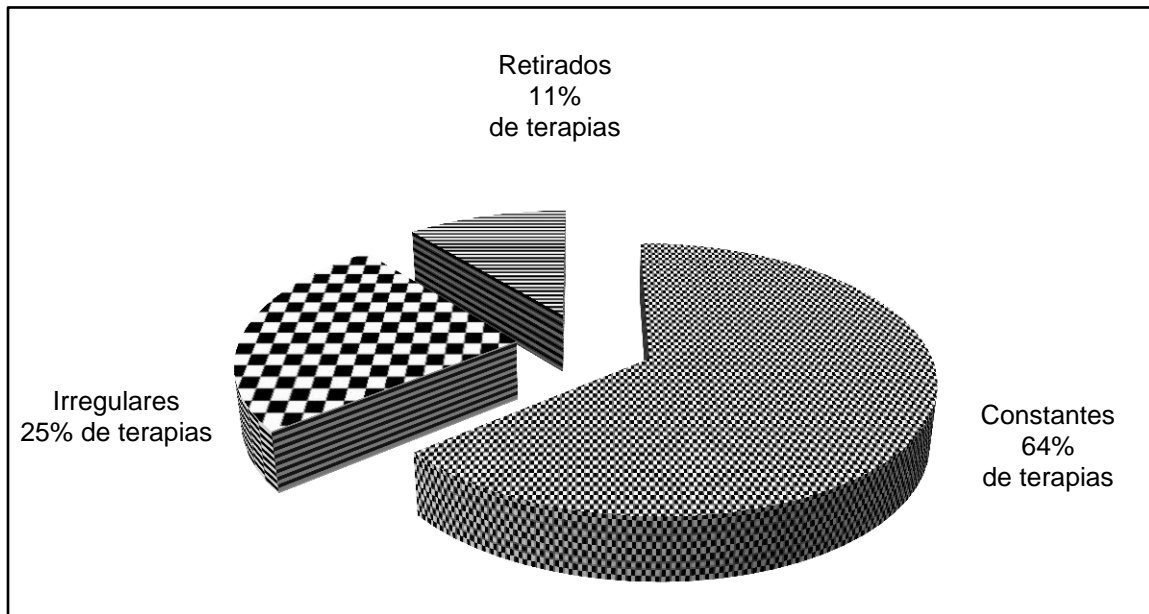 Retirados
11%
de terapias
Irregulares
25% de terapias
Constantes
64%
de terapias